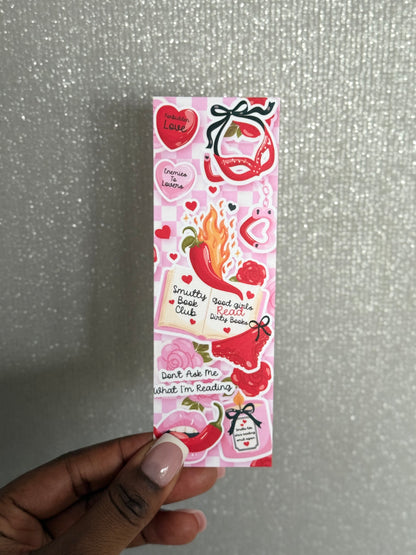 Forbidden
Love
Enemies
To
Lovers
Smutty
Book
Club
Good girls
Read
Dirty Books
Don't Ask Me
What I'm Reading